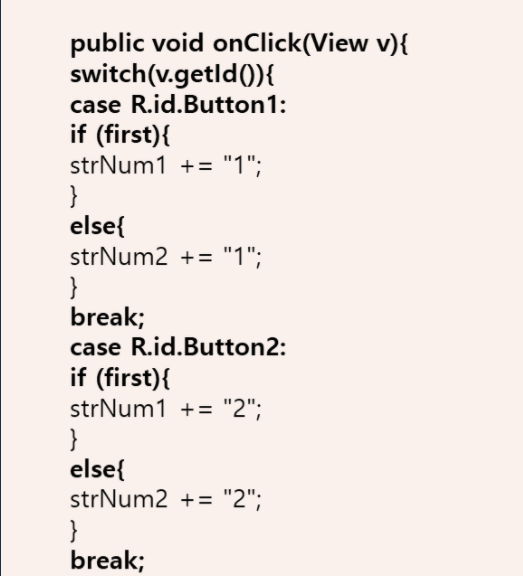 public void onClick(View v){
switch(v.getId()){
case R.id.Button1:
if (first){
strNum1 += "1";
}
else{
strNum2 += "1";
}
break;
case R.id.Button2:
if (first){
strNum1 += "2";
}
else{
strNum2 += "2";
}
break;